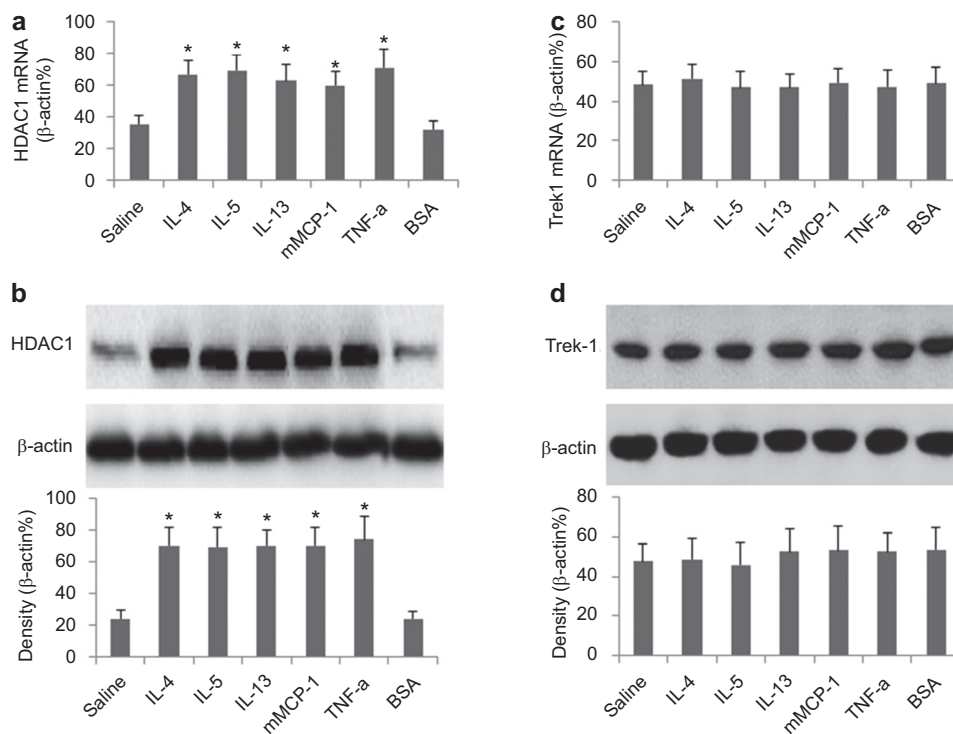 a
HDAC1 mRNA
(β-actin%)
100
80
60
40
20
0
* * * * *
Saline IL-4 IL-5 IL-13 mMCP-1 TNF-a BSA
b
HDAC1
β-actin
Density (β-actin%)
100
80
60
40
20
0
* * * * *
Saline IL-4 IL-5 IL-13 mMCP-1 TNF-a BSA
c
Trek1 mRNA (β-actin%)
80
60
40
20
0
Saline IL-4 IL-5 IL-13 mMCP-1 TNF-a BSA
d
Trek-1
β-actin
Density (β-actin%)
80
60
40
20
0
Saline IL-4 IL-5 IL-13 mMCP-1 TNF-a BSA